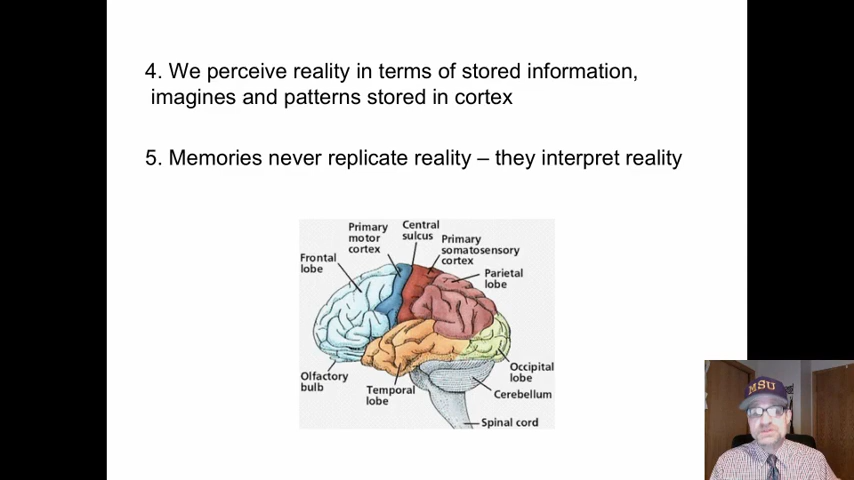 4. We perceive reality in terms of stored information,
imagines and patterns stored in cortex
5. Memories never replicate reality – they interpret reality
Primary
motor
cortex
Central
sulcus
Primary
somatosensory
cortex
Frontal
lobe
Parietal
lobe
Olfactory
bulb
Temporal
lobe
Occipital
lobe
Cerebellum
Spinal cord
MSU